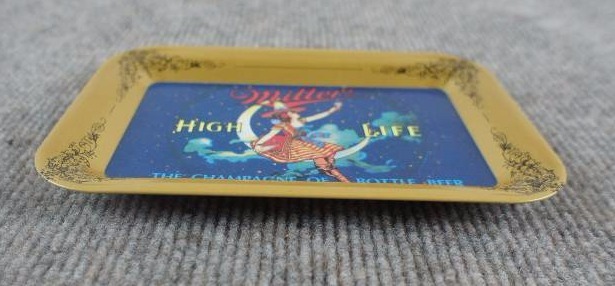 Miller
HIGH LIFE
THE CHAMPAGNE OF BOTTLE BEER